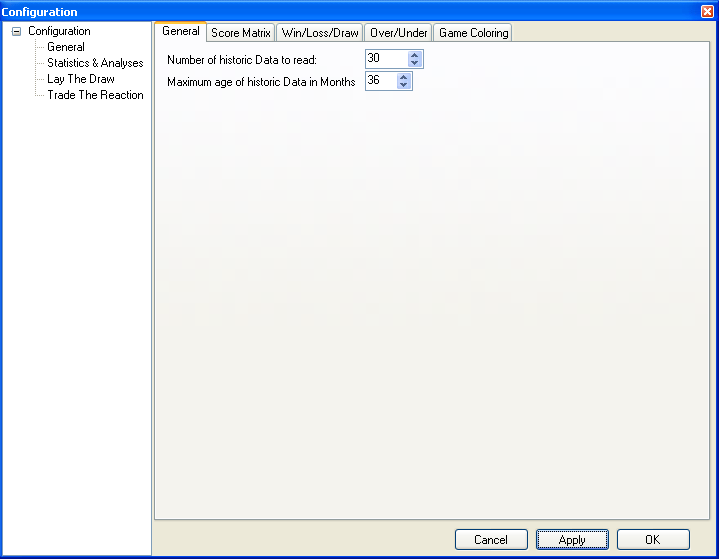 Configuration
Configuration
General
Statistics & Analyses
Lay The Draw
Trade The Reaction
General Score Matrix Win/Loss/Draw Over/Under Game Coloring
Number of historic Data to read: 30
Maximum age of historic Data in Months 36
Cancel Apply OK